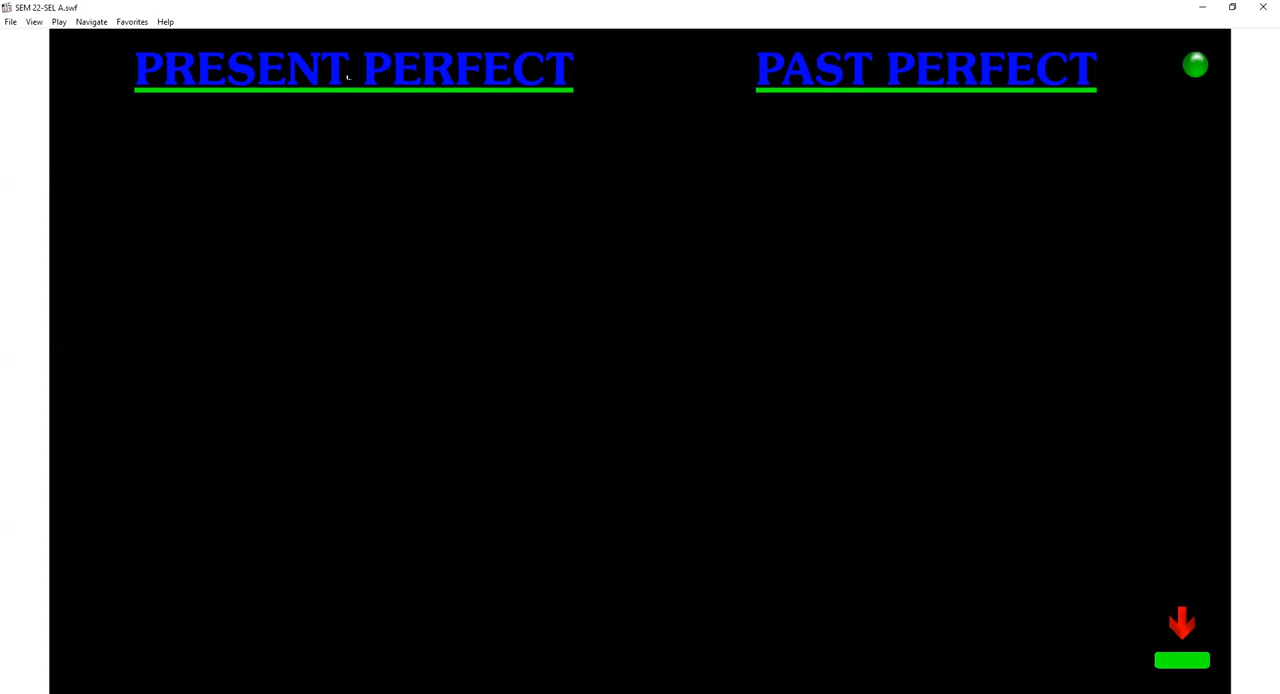 SEM 22-SEL A.swf
File View Play Navigate Favorites Help
PRESENT PERFECT PAST PERFECT